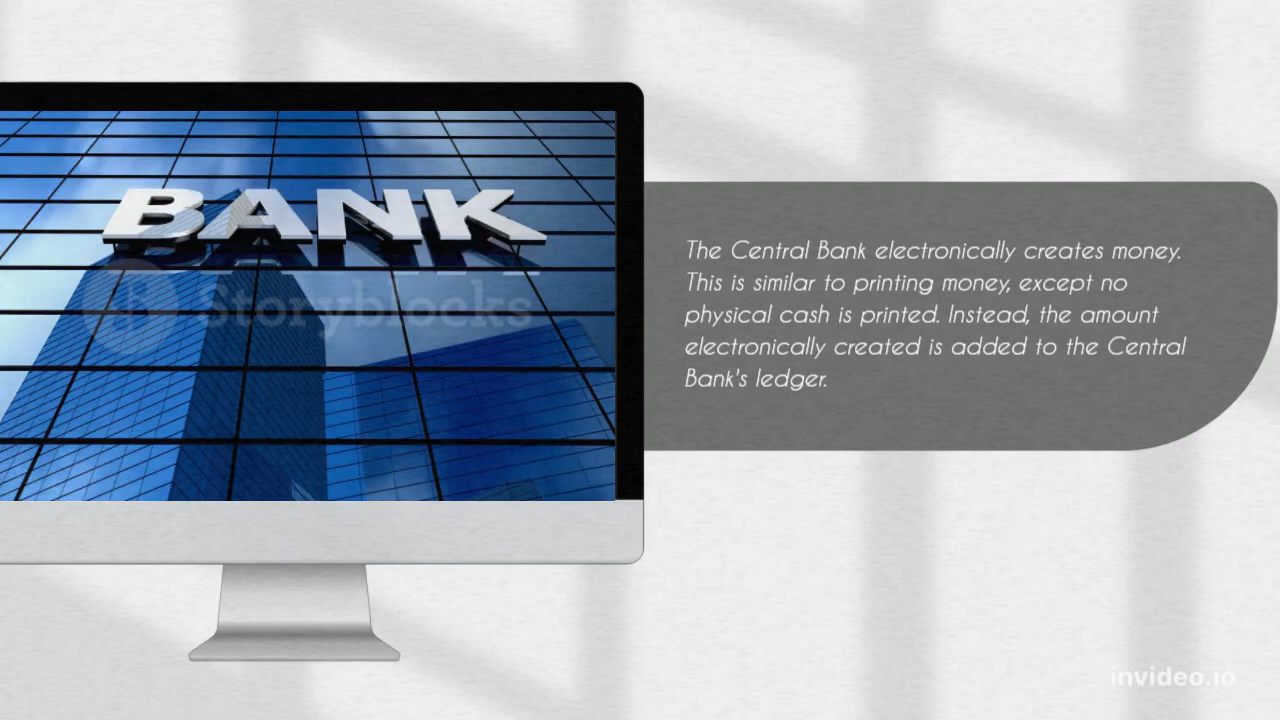 BANK
Storyblocks
The Central Bank electronically creates money.
This is similar to printing money, except no
physical cash is printed. Instead, the amount
electronically created is added to the Central
Bank's ledger.
invideo.io